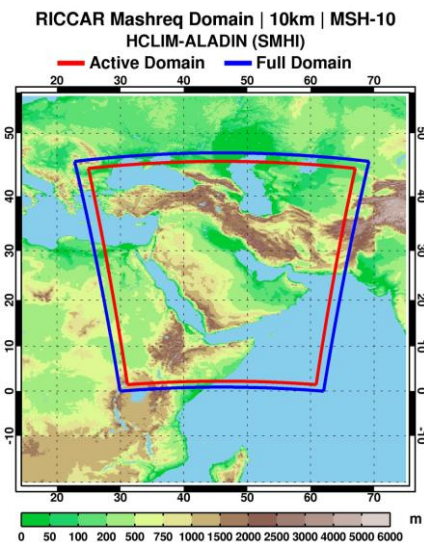 RICCAR Mashreq Domain | 10km | MSH-10
HCLIM-ALADIN (SMHI)
Active Domain Full Domain
20 30 40 50 60 70
50 50
40 40
30 30
20 20
10 10
0 0
-10 -10
20 30 40 50 60 70
m
0 50 100 200 500 750 1000 1500 2000 2500 3000 4000 5000 6000